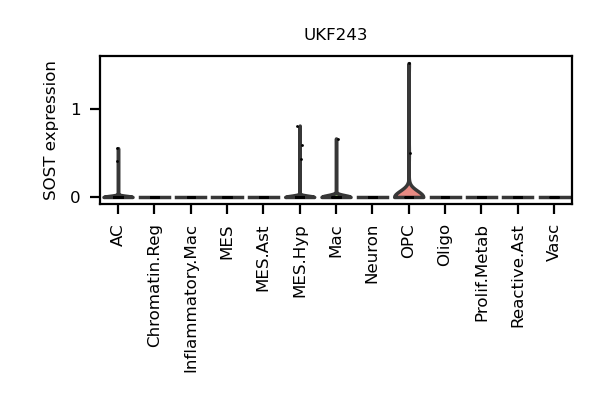 UKF243
SOST expression
1
0
AC
Chromatin.Reg
Inflammatory.Mac
MES
MES.Ast
MES.Hyp
Mac
Neuron
OPC
Oligo
Prolif.Metab
Reactive.Ast
Vasc